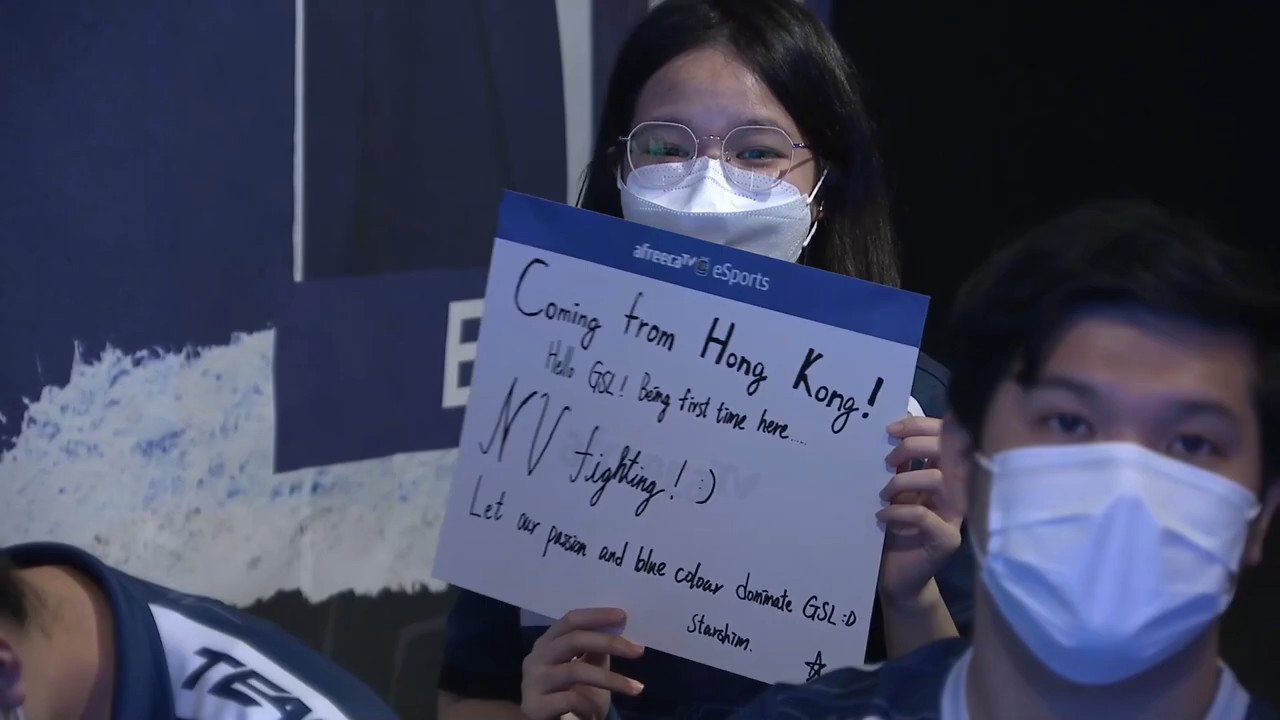 afreecaTV eSports
Coming from Hong Kong!
Hello GSL! Being first time here....
NV fighting! :)
Let our passion and blue colour dominate GSL :D
Starshim.
E
TEA